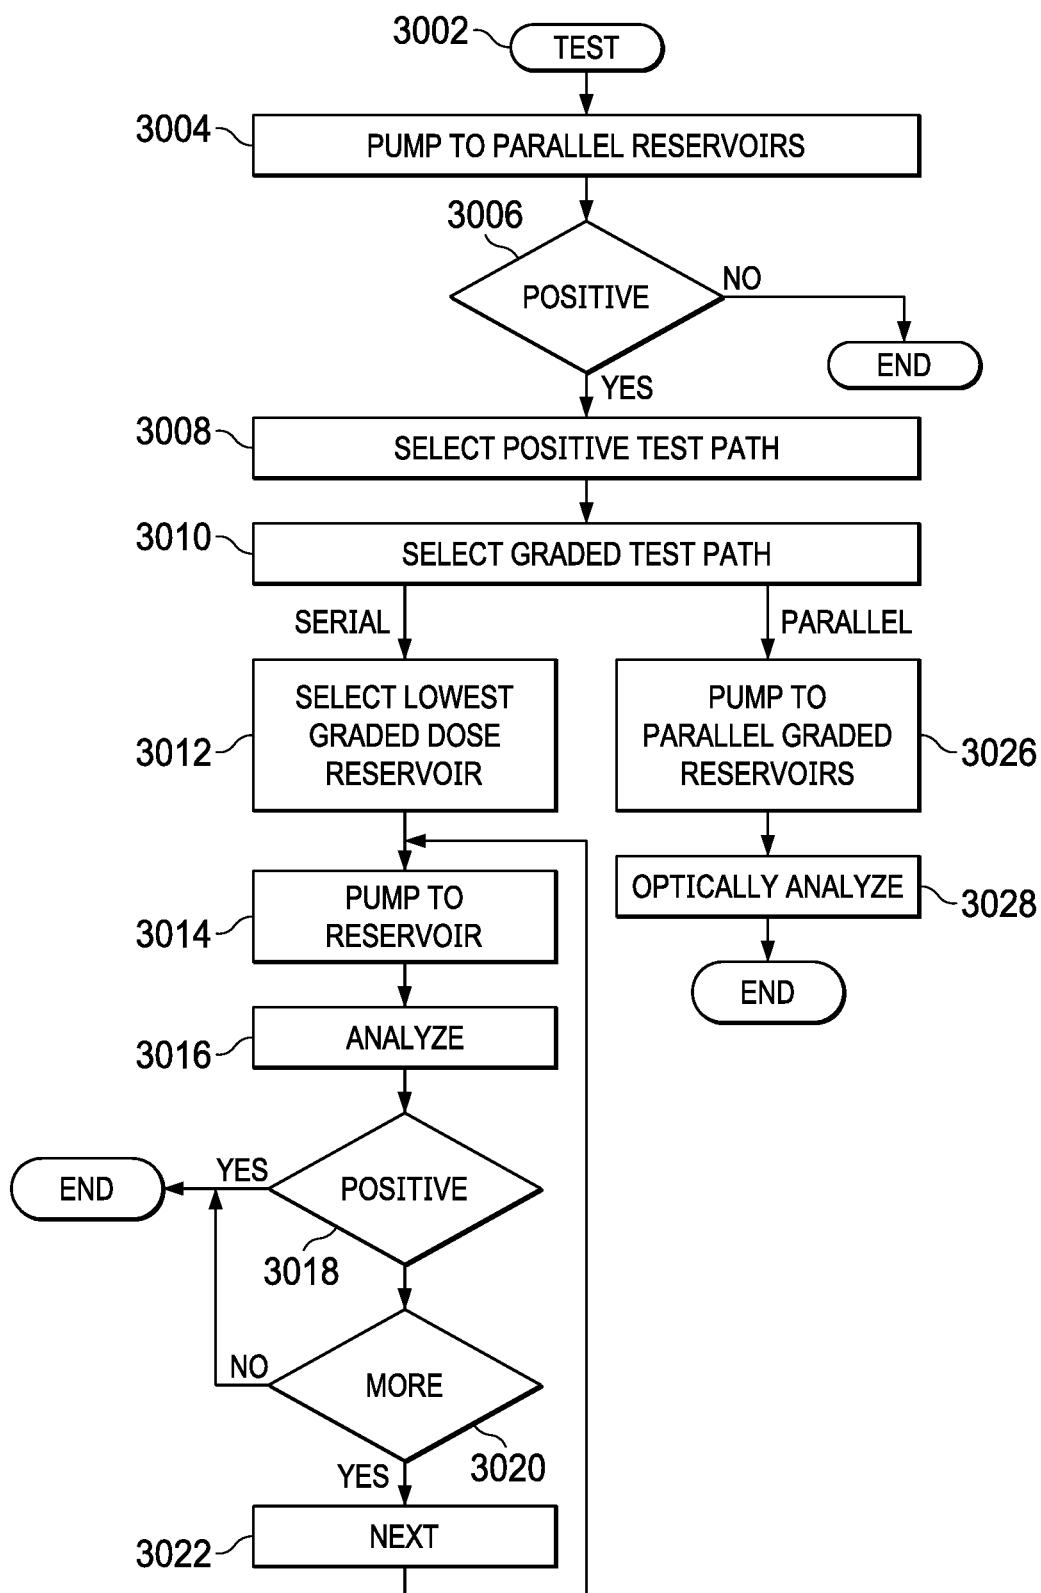 3002
TEST
3004
PUMP TO PARALLEL RESERVOIRS
3006
POSITIVE
NO
END
YES
3008
SELECT POSITIVE TEST PATH
3010
SELECT GRADED TEST PATH
SERIAL
PARALLEL
3012
SELECT LOWEST
GRADED DOSE
RESERVOIR
PUMP TO
PARALLEL GRADED
RESERVOIRS
3026
3014
PUMP TO
RESERVOIR
OPTICALLY ANALYZE
3028
END
3016
ANALYZE
END
YES
POSITIVE
3018
NO
MORE
3020
YES
3022
NEXT